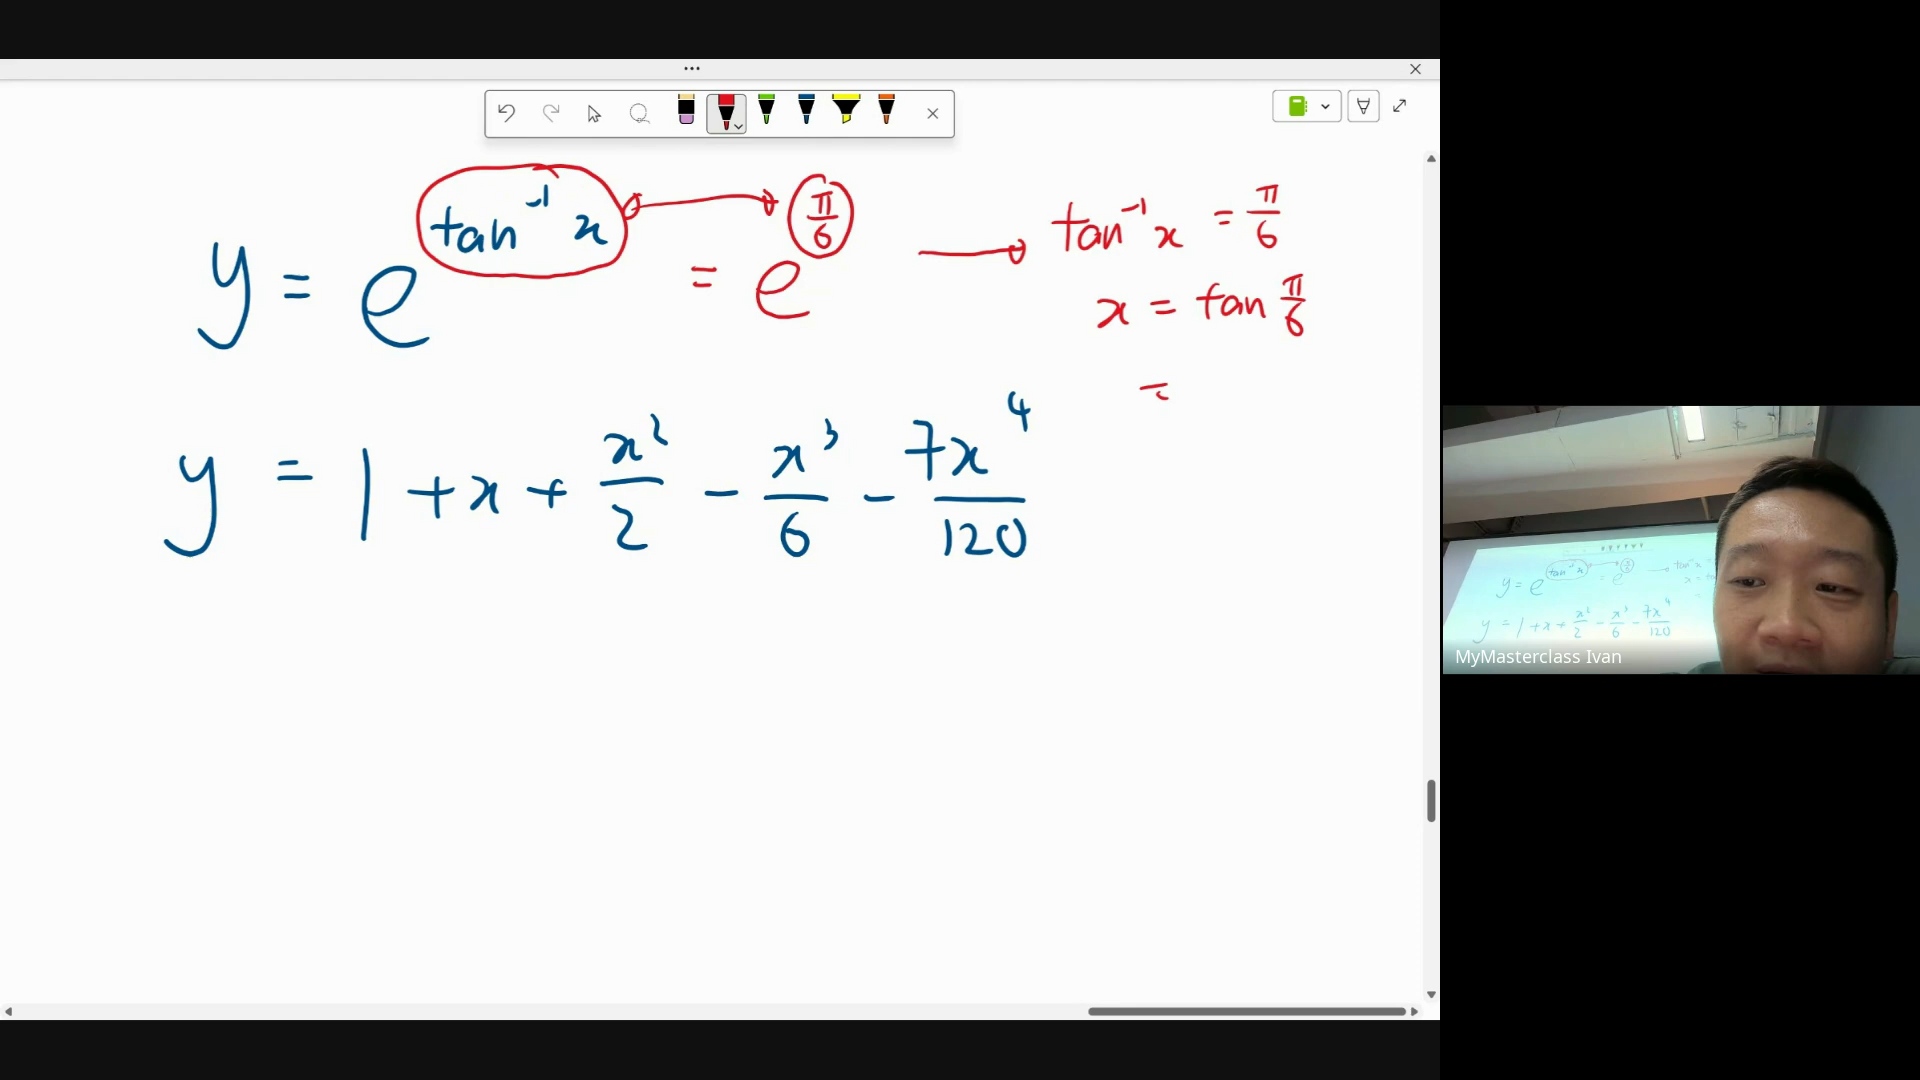 y = e^(tan⁻¹ x) = e^(π/6) → tan⁻¹ x = π/6
x = tan π/6
=
y = 1 + x + x²/2 − x³/6 − 7x⁴/120
MyMasterclass Ivan